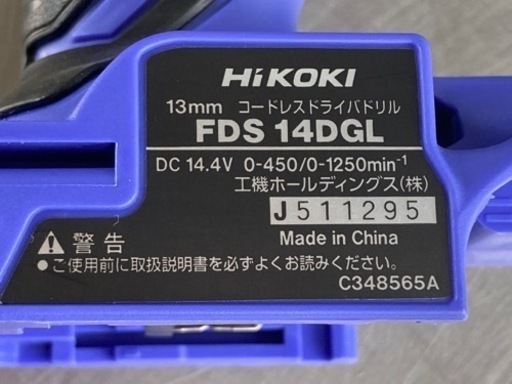 HiKOKI
13mm コードレスドライバドリル
FDS 14DGL
DC 14.4V 0-450/0-1250min⁻¹
工機ホールディングス(株)
J511295
Made in China
警告
●ご使用前に取扱説明書を必ずよくお読みください。
C348565A